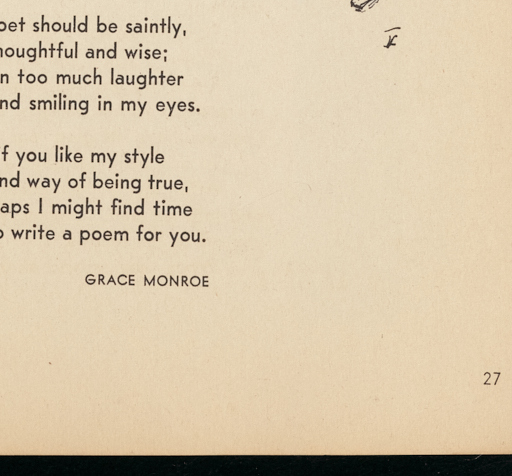 oet should be saintly,
houghtful and wise;
n too much laughter
nd smiling in my eyes.
f you like my style
nd way of being true,
aps I might find time
o write a poem for you.
GRACE MONROE
27